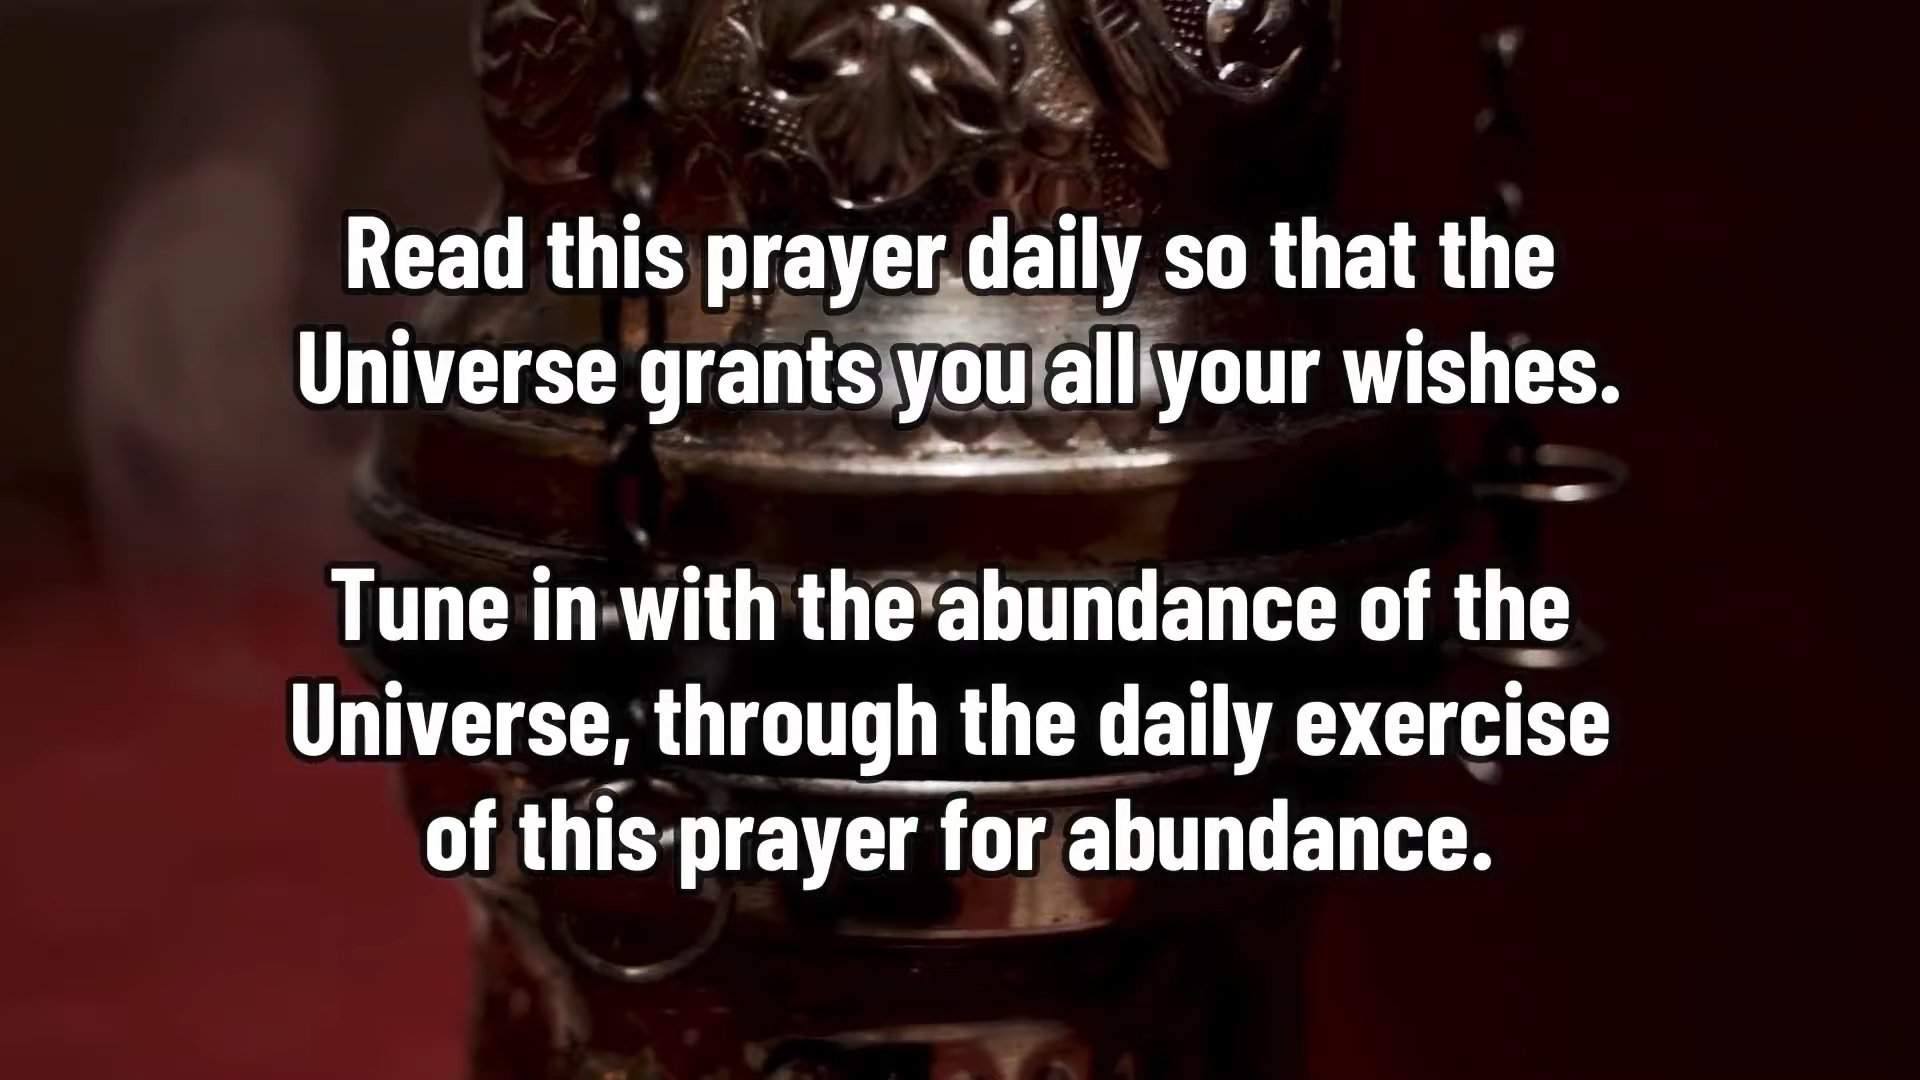 Read this prayer daily so that the
Universe grants you all your wishes.
Tune in with the abundance of the
Universe, through the daily exercise
of this prayer for abundance.